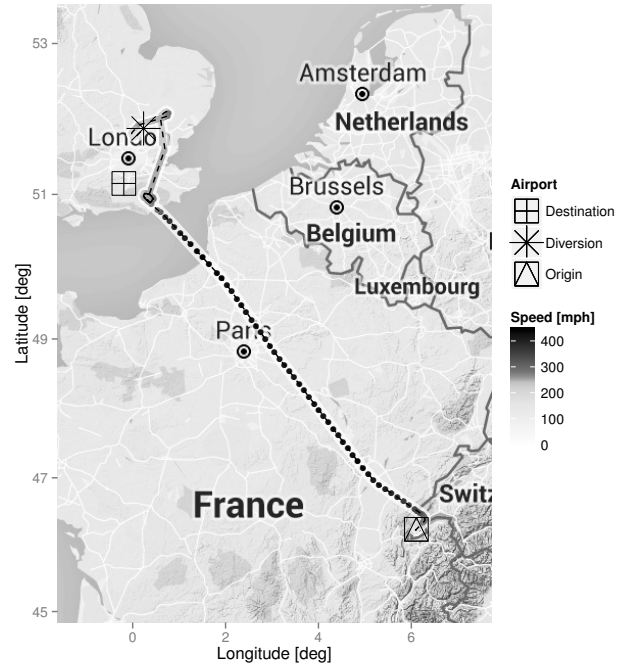 53
51
49
47
45
Latitude [deg]
0 2 4 6
Longitude [deg]
Amsterdam
Netherlands
London
Brussels
Belgium
Luxembourg
Paris
France
Switz
Airport
Destination
Diversion
Origin
Speed [mph]
400
300
200
100
0